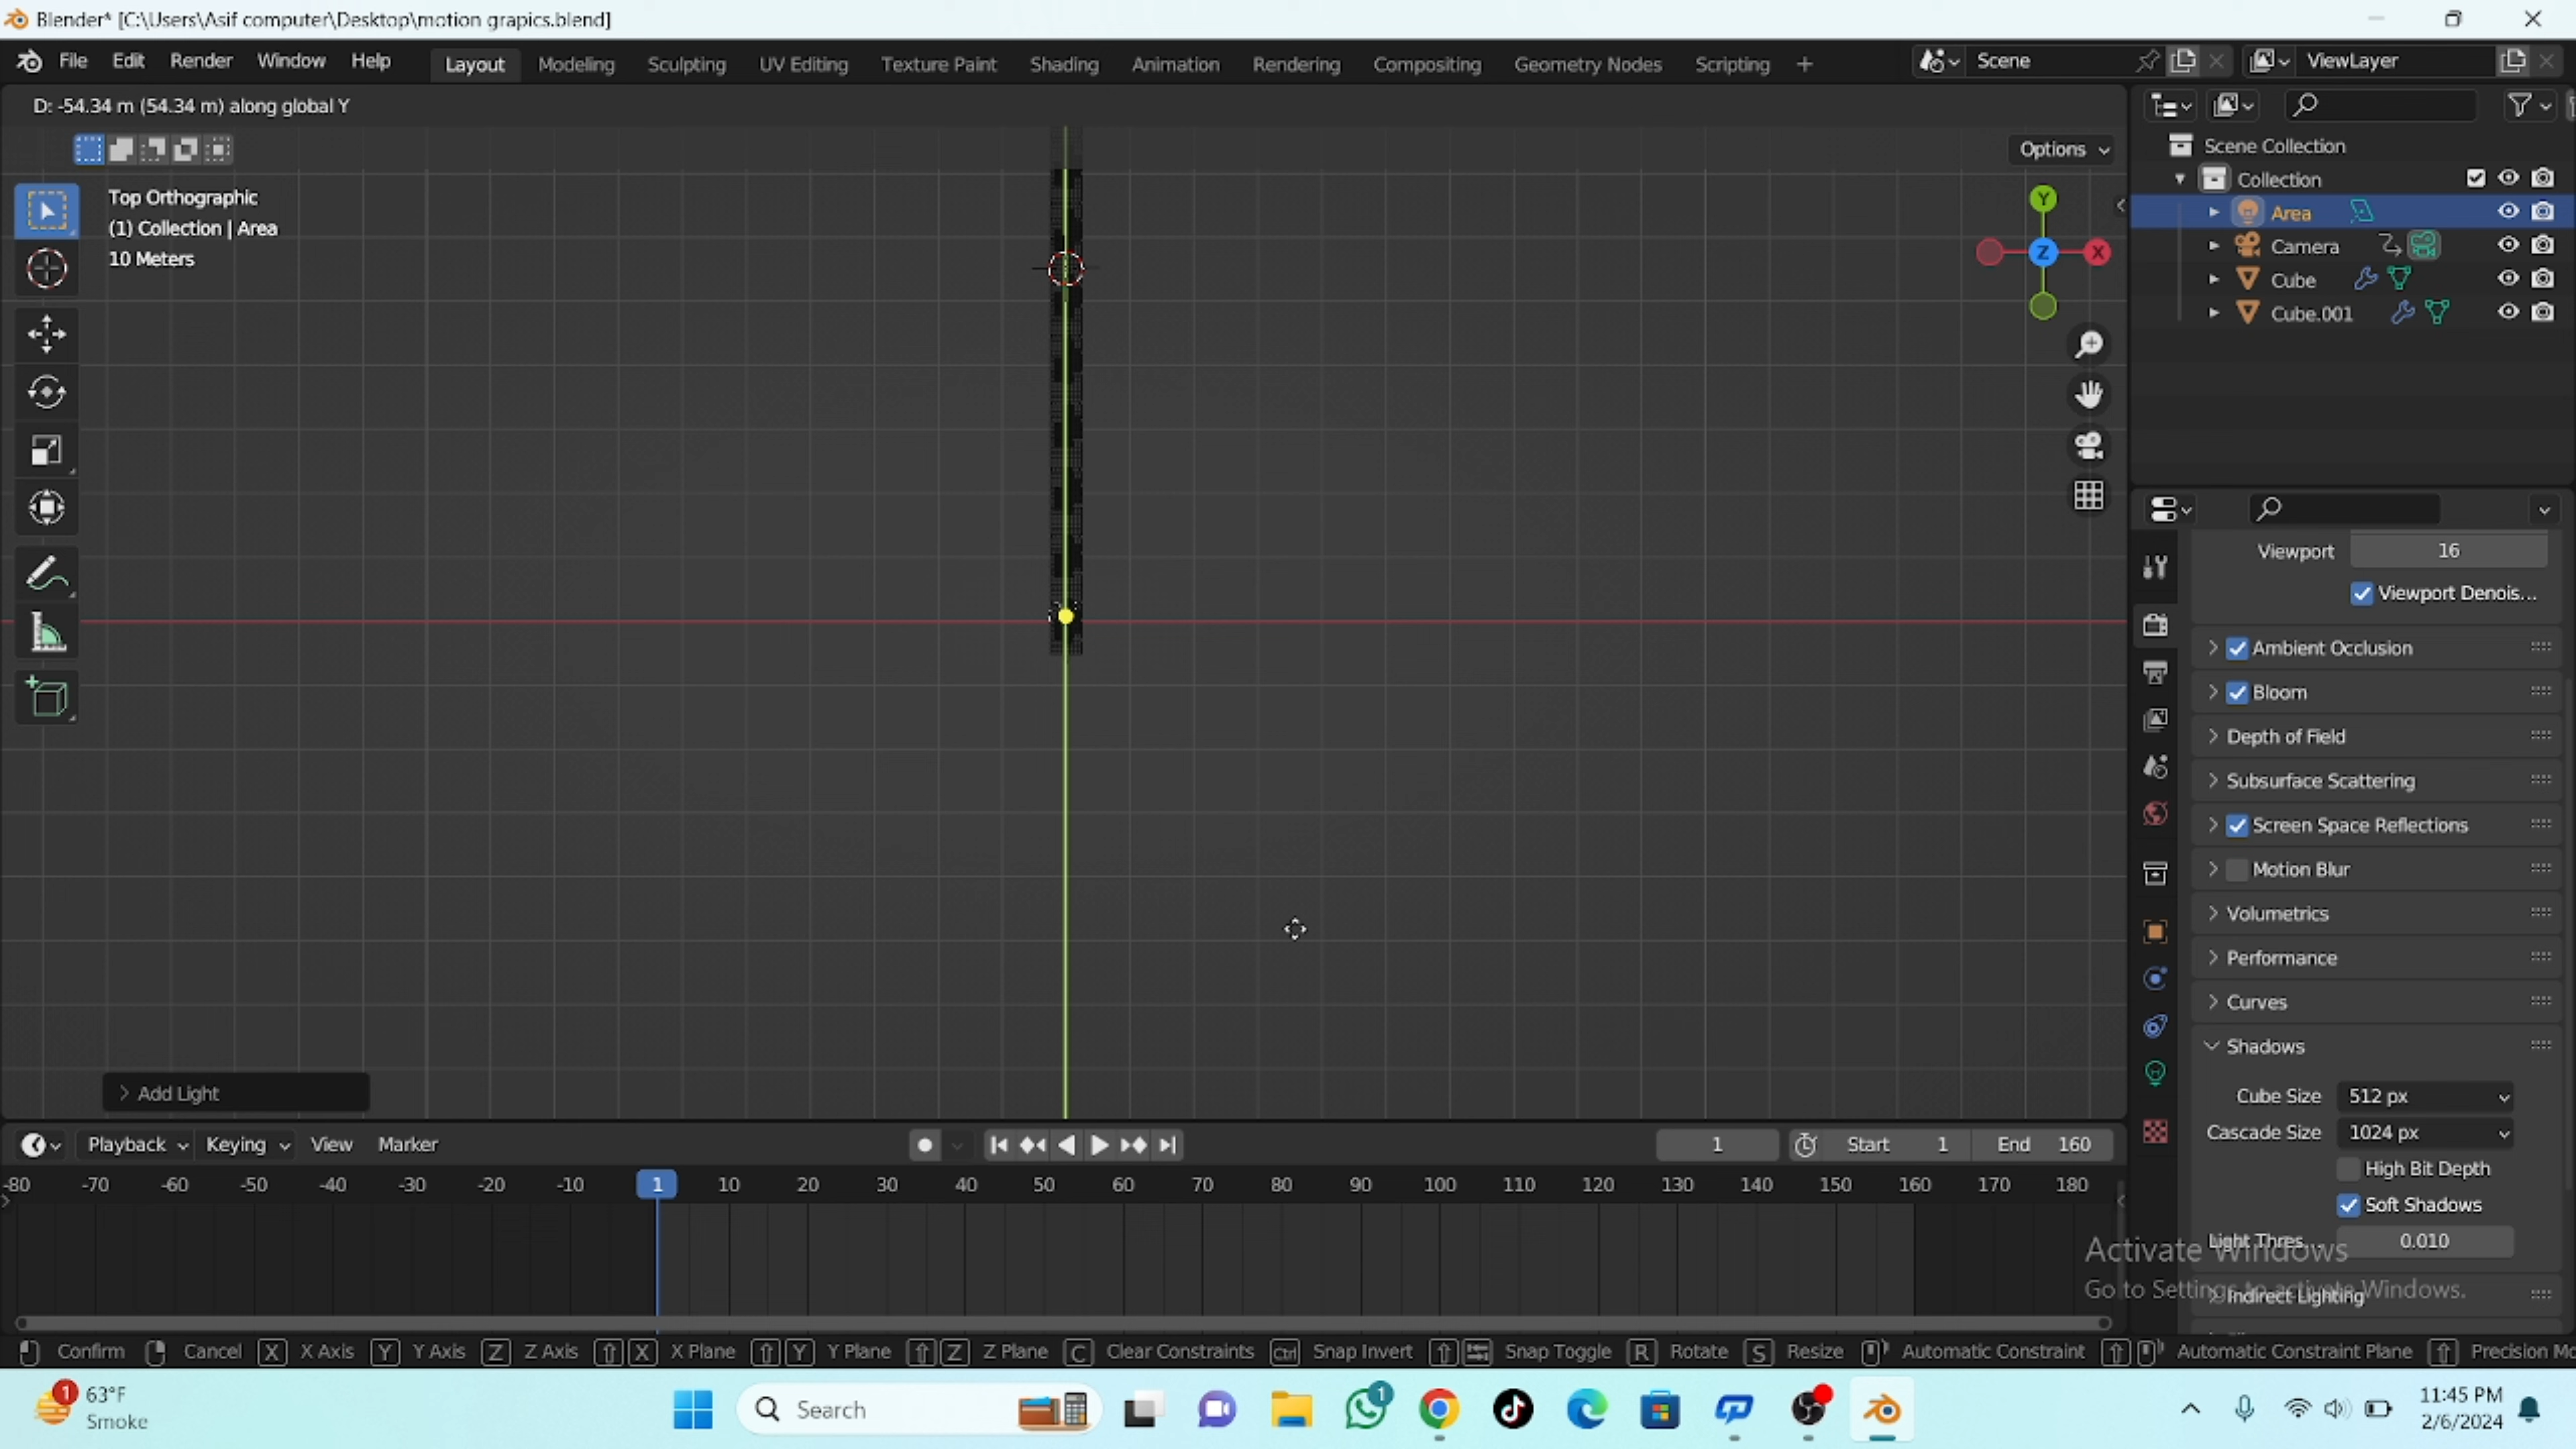 Blender* [C:\Users\Asif computer\Desktop\motion grapics.blend]
File Edit Render Window Help Layout Modeling Sculpting UV Editing Texture Paint Shading Animation Rendering Compositing Geometry Nodes Scripting + Scene ViewLayer
D: -54.34 m (54.34 m) along global Y
Options
Top Orthographic
(1) Collection | Area
10 Meters
Y
Z
X
Scene Collection
Collection
Area
Camera
Cube
Cube.001
Viewport 16
Viewport Denois...
Ambient Occlusion
Bloom
Depth of Field
Subsurface Scattering
Screen Space Reflections
Motion Blur
Volumetrics
Performance
Curves
Shadows
Cube Size 512 px
Cascade Size 1024 px
High Bit Depth
Soft Shadows
Light Thres... 0.010
Indirect Lighting
Activate Windows
Go to Settings to activate Windows.
Add Light
Playback Keying View Marker 1 Start 1 End 160
-80 -70 -60 -50 -40 -30 -20 -10 1 10 20 30 40 50 60 70 80 90 100 110 120 130 140 150 160 170 180
Confirm Cancel X X Axis Y Y Axis Z Z Axis X X Plane Y Y Plane Z Z Plane C Clear Constraints Ctrl Snap Invert Snap Toggle R Rotate S Resize Automatic Constraint Automatic Constraint Plane Precision Mo
1 63°F
Smoke
Search
1
11:45 PM
2/6/2024